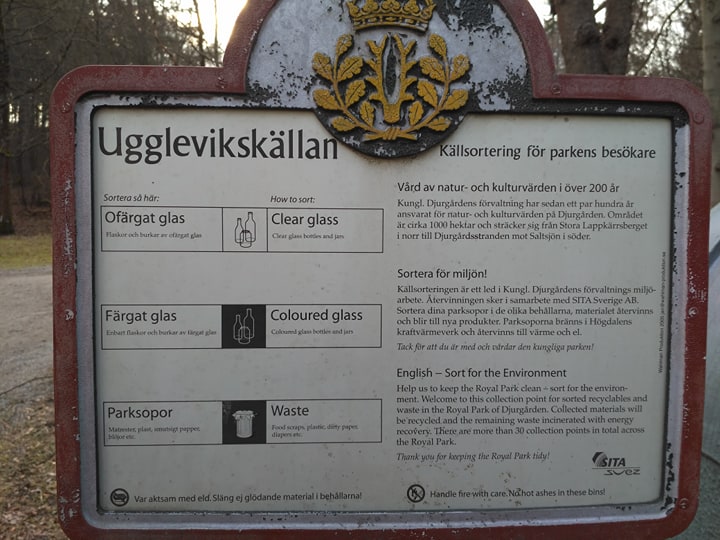 Ugglevikskällan
Källsortering för parkens besökare
Sortera så här:
How to sort:
Ofärgat glas
Flaskor och burkar av ofärgat glas
Clear glass
Clear glass bottles and jars
Färgat glas
Enbart flaskor och burkar av färgat glas
Coloured glass
Coloured glass bottles and jars
Parksopor
Matrester, plast, smutsigt papper,
blöjor etc.
Waste
Food scraps, plastic, dirty paper,
diapers etc.
Var aktsam med eld. Släng ej glödande material i behållarna!
Vård av natur- och kulturvärden i över 200 år
Kungl. Djurgårdens förvaltning har sedan ett par hundra år
ansvarat för natur- och kulturvärden på Djurgården. Området
är cirka 1000 hektar och sträcker sig från Stora Lappkärrsberget
i norr till Djurgårdsstranden mot Saltsjön i söder.
Sortera för miljön!
Källsorteringen är ett led i Kungl. Djurgårdens förvaltnings miljö-
arbete. Återvinningen sker i samarbete med SITA Sverige AB.
Sortera dina parksopor i de olika behållarna, materialet återvinns
och blir till nya produkter. Parksoporna bränns i Högdalens
kraftvärmeverk och återvinns till värme och el.
Tack för att du är med och vårdar den kungliga parken!
English – Sort for the Environment
Help us to keep the Royal Park clean – sort for the environ-
ment. Welcome to this collection point for sorted recyclables and
waste in the Royal Park of Djurgården. Collected materials will
be recycled and the remaining waste incinerated with energy
recovery. There are more than 30 collection points in total across
the Royal Park.
Thank you for keeping the Royal Park tidy!
SITA
SUEZ
Handle fire with care. No hot ashes in these bins!